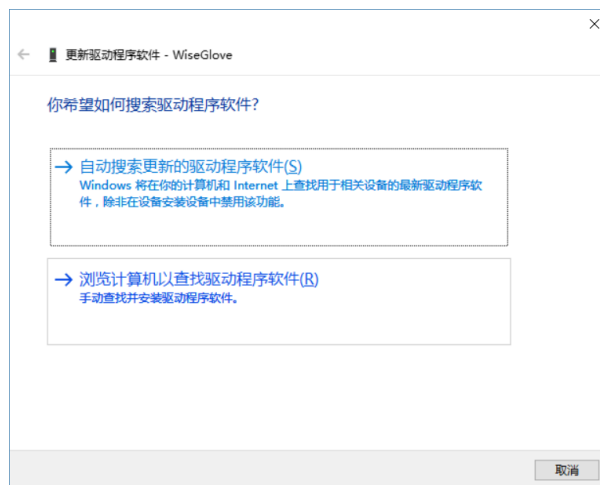 更新驱动程序软件 - WiseGlove
你希望如何搜索驱动程序软件?
自动搜索更新的驱动程序软件(S)
Windows 将在你的计算机和 Internet 上查找用于相关设备的最新驱动程序软
件，除非在设备安装设备中禁用该功能。
浏览计算机以查找驱动程序软件(R)
手动查找并安装驱动程序软件。
取消